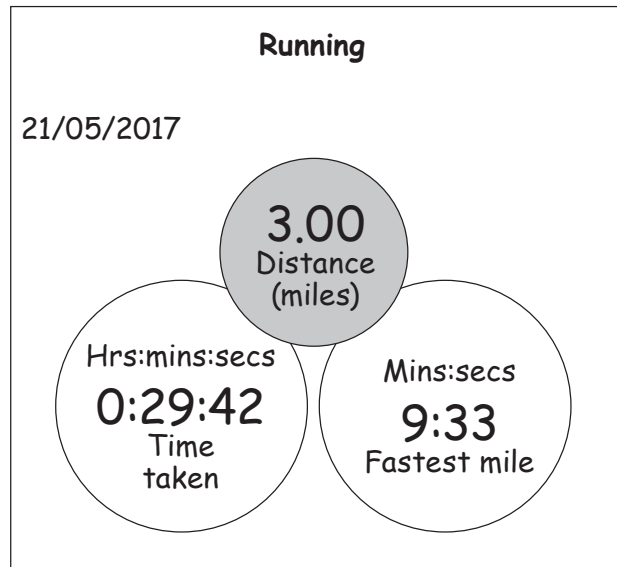 Running
21/05/2017
3.00
Distance
(miles)
Hrs:mins:secs
0:29:42
Time
taken
Mins:secs
9:33
Fastest mile